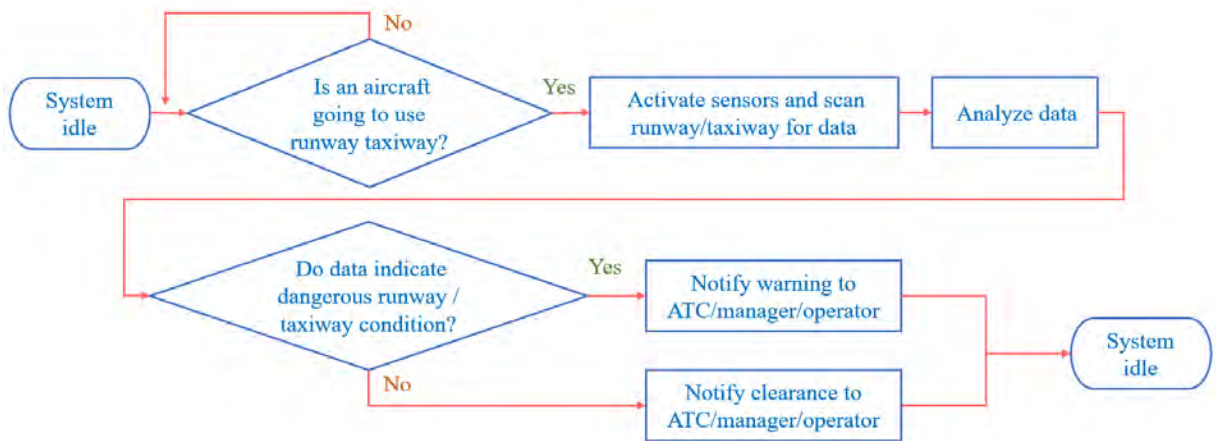 No
System
idle
Is an aircraft
going to use
runway taxiway?
Yes
Activate sensors and scan
runway/taxiway for data
Analyze data
Do data indicate
dangerous runway /
taxiway condition?
Yes
Notify warning to
ATC/manager/operator
System
idle
No
Notify clearance to
ATC/manager/operator